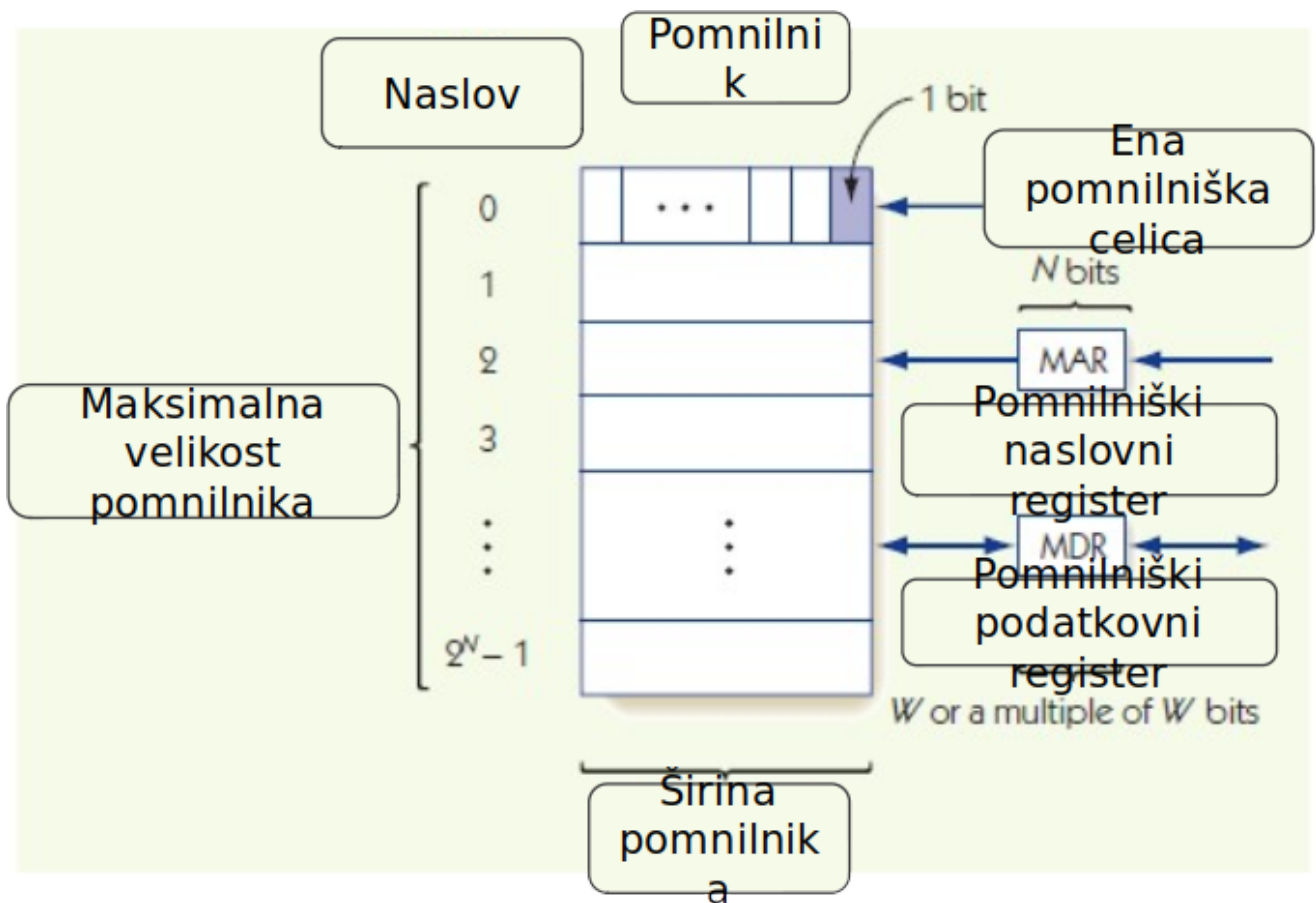 Pomnilni
k
Naslov
1 bit
Ena
pomnilniška
celica
0
• • •
N bits
1
2
MAR
Maksimalna
velikost
pomnilnika
3
Pomnilniški
naslovni
register
MDR
Pomnilniški
podatkovni
register
2^N – 1
W or a multiple of W bits
Širina
pomnilnik
a